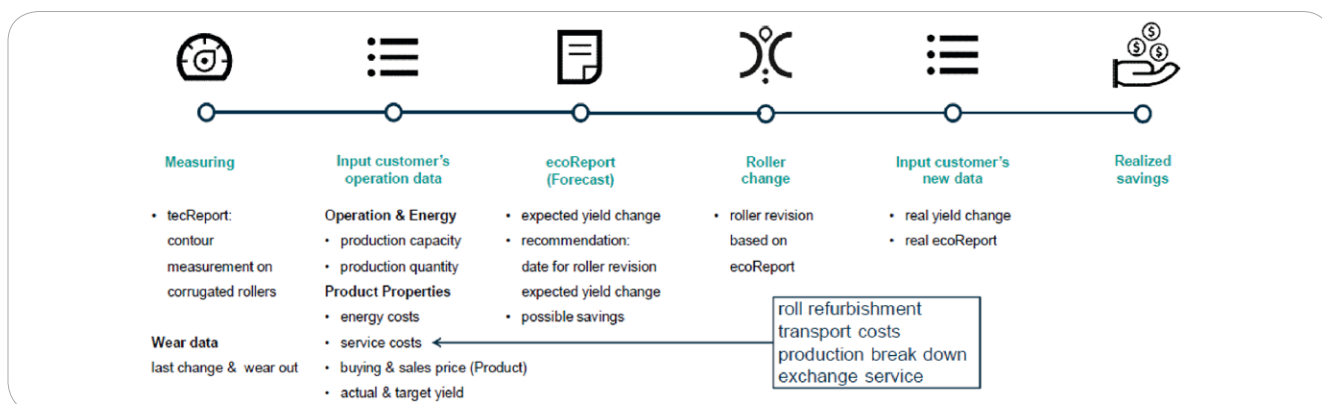 Measuring
• tecReport:
contour
measurement on
corrugated rollers
Wear data
last change & wear out
Input customer's
operation data
Operation & Energy
• production capacity
• production quantity
Product Properties
• energy costs
• service costs
• buying & sales price (Product)
• actual & target yield
ecoReport
(Forecast)
• expected yield change
• recommendation:
date for roller revision
expected yield change
• possible savings
Roller
change
• roller revision
based on
ecoReport
roll refurbishment
transport costs
production break down
exchange service
Input customer's
new data
• real yield change
• real ecoReport
$
$
$
Realized
savings